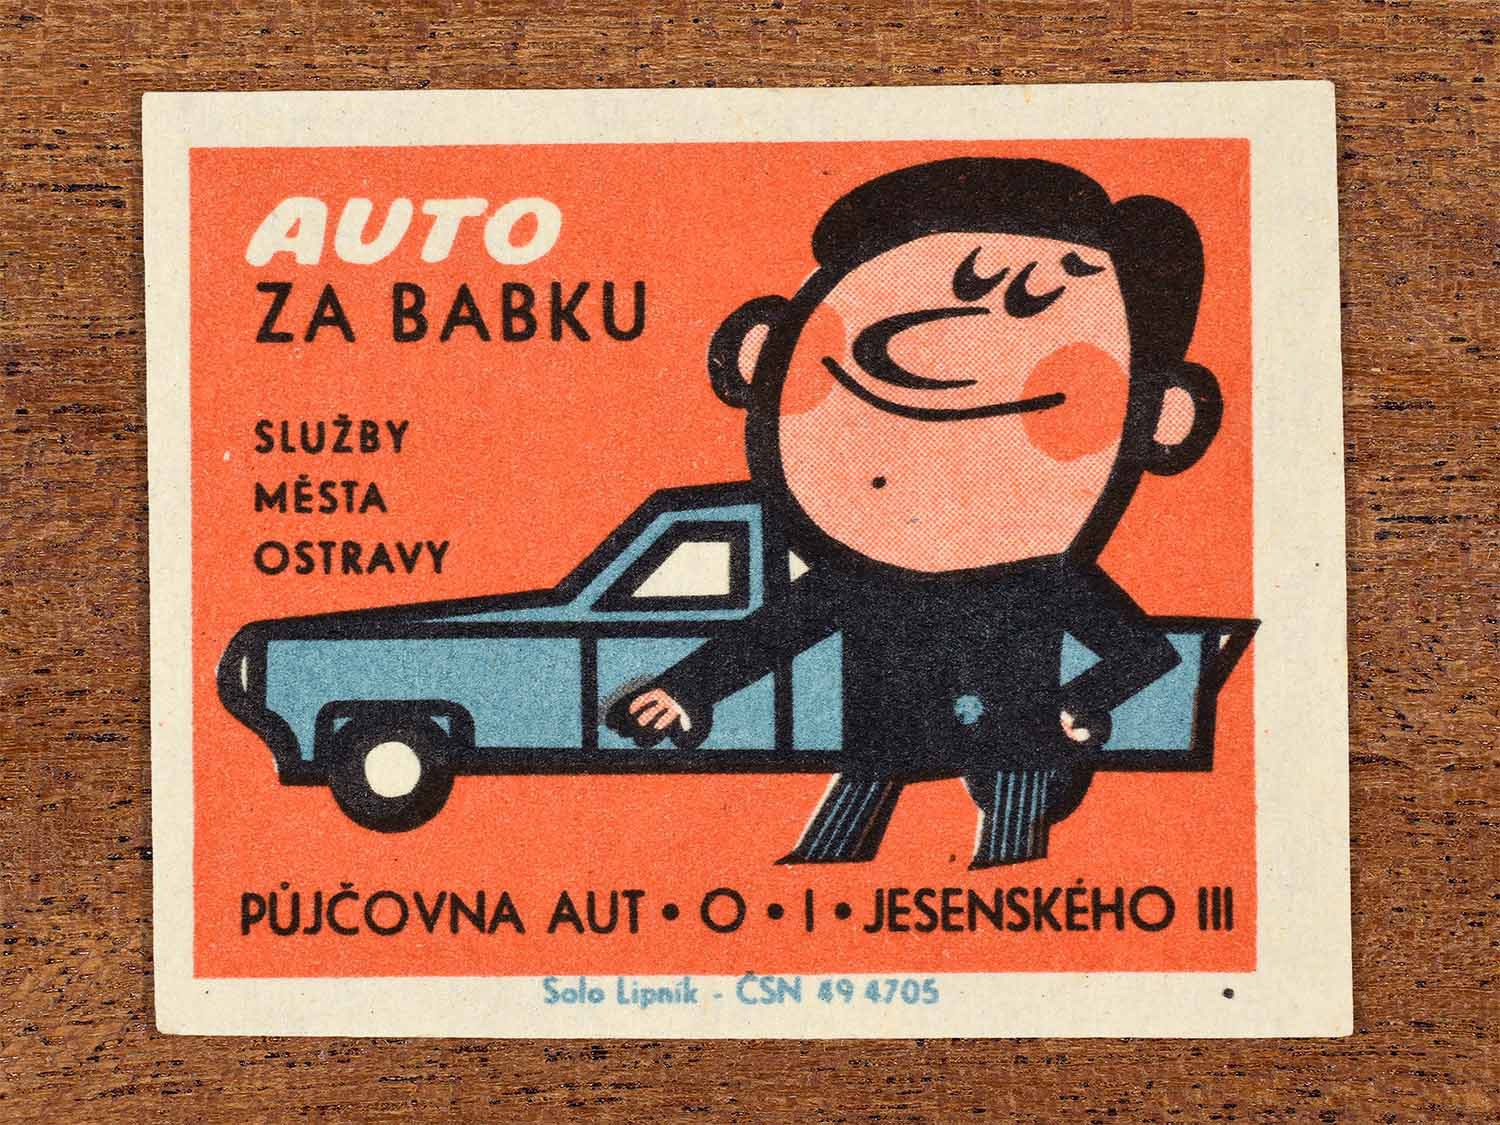 AUTO
ZA BABKU
SLUŽBY
MĚSTA
OSTRAVY
PŮJČOVNA AUT • O • I • JESENSKÉHO III
Solo Lipník - ČSN 49 4705